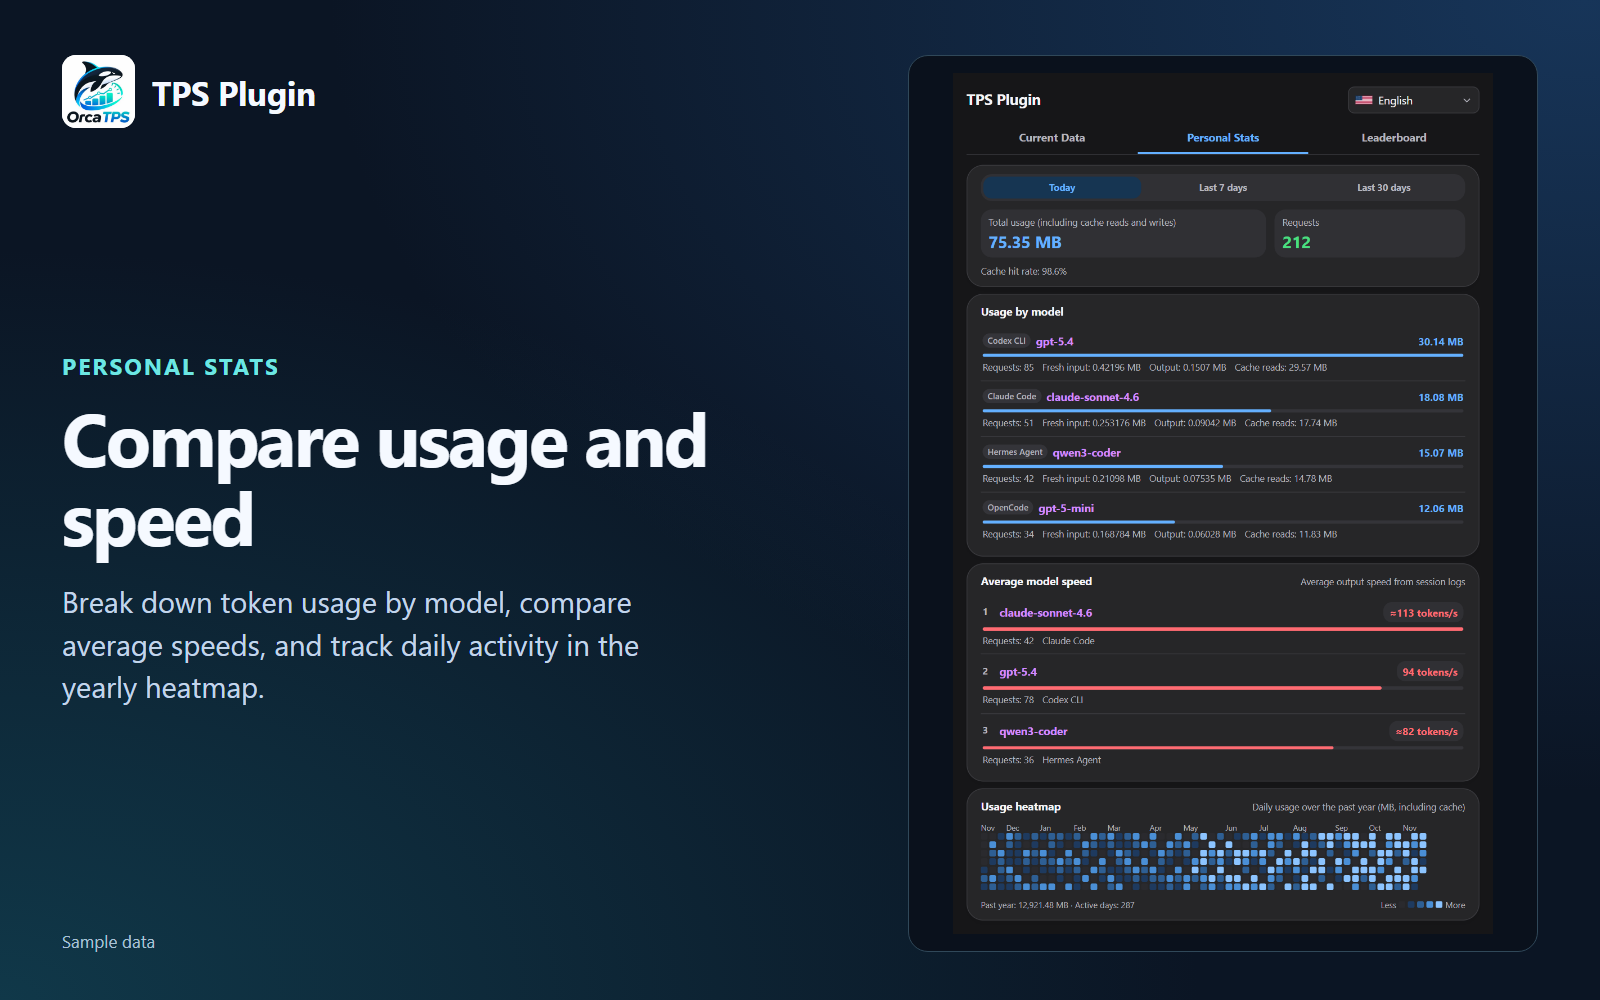 OrcaTPS
TPS Plugin
PERSONAL STATS
Compare usage and
speed
Break down token usage by model, compare
average speeds, and track daily activity in the
yearly heatmap.
Sample data
TPS Plugin
English
Current Data Personal Stats Leaderboard
Today Last 7 days Last 30 days
Total usage (including cache reads and writes) Requests
75.35 MB 212
Cache hit rate: 98.6%
Usage by model
Codex CLI gpt-5.4 30.14 MB
Requests: 85 Fresh input: 0.42196 MB Output: 0.1507 MB Cache reads: 29.57 MB
Claude Code claude-sonnet-4.6 18.08 MB
Requests: 51 Fresh input: 0.253176 MB Output: 0.09042 MB Cache reads: 17.74 MB
Hermes Agent qwen3-coder 15.07 MB
Requests: 42 Fresh input: 0.21098 MB Output: 0.07535 MB Cache reads: 14.78 MB
OpenCode gpt-5-mini 12.06 MB
Requests: 34 Fresh input: 0.168784 MB Output: 0.06028 MB Cache reads: 11.83 MB
Average model speed Average output speed from session logs
1 claude-sonnet-4.6 ≈113 tokens/s
Requests: 42 Claude Code
2 gpt-5.4 94 tokens/s
Requests: 78 Codex CLI
3 qwen3-coder ≈82 tokens/s
Requests: 36 Hermes Agent
Usage heatmap Daily usage over the past year (MB, including cache)
Nov Dec Jan Feb Mar Apr May Jun Jul Aug Sep Oct Nov
Past year: 12,921.48 MB · Active days: 287 Less More